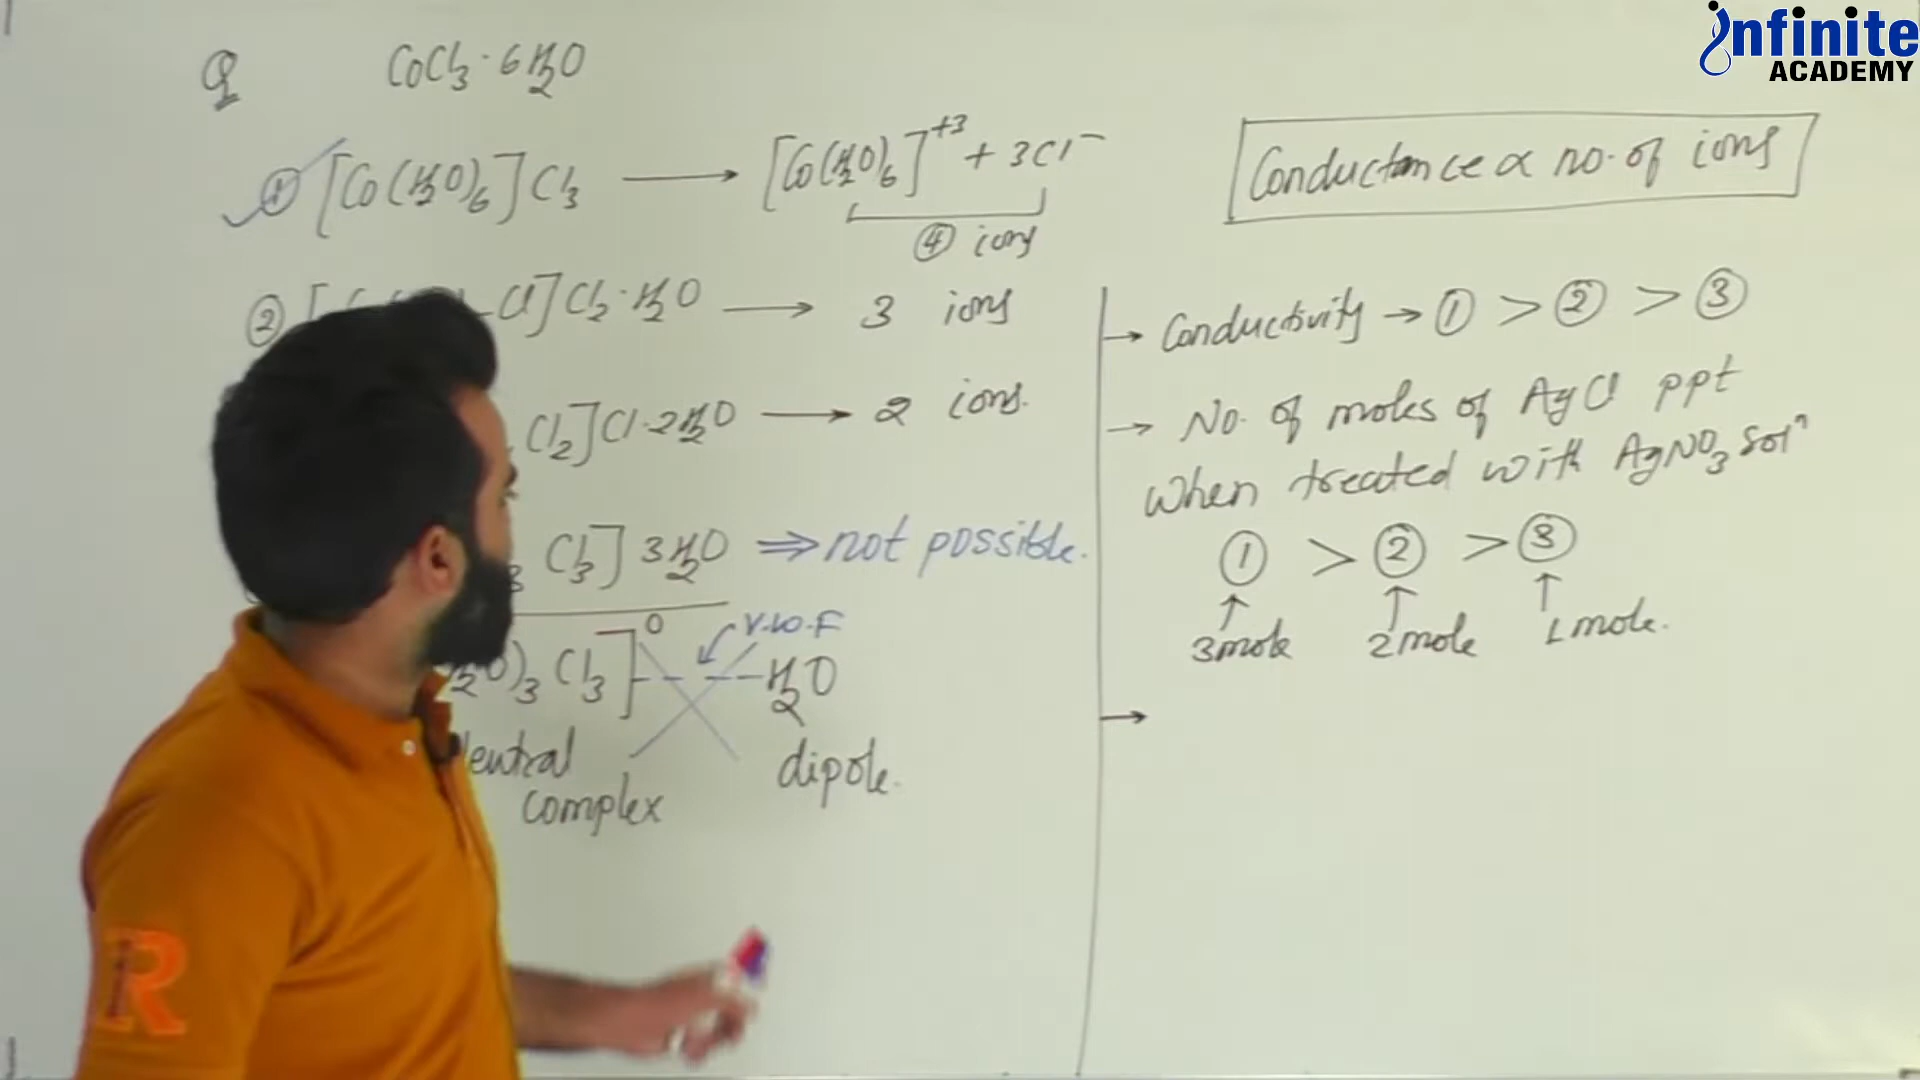 infinite
ACADEMY
Q CoCl₃·6H₂O
① [Co(H₂O)₆]Cl₃ ⟶ [Co(H₂O)₆]⁺³ + 3Cl⁻
④ ions
Conductance ∝ no. of ions
② [ Cl]Cl₂·H₂O ⟶ 3 ions
Cl₂]Cl·2H₂O ⟶ 2 ions.
₃ Cl₃] 3H₂O ⇒ not possible.
₂O)₃ Cl₃]⁰ --- H₂O
V.W.F
Neutral
complex
dipole.
→ Conductivity → ① > ② > ③
→ No. of moles of AgCl ppt
when treated with AgNO₃ solⁿ
① > ② > ③
↑ ↑ ↑
3mole 2mole 1mole.
→
R